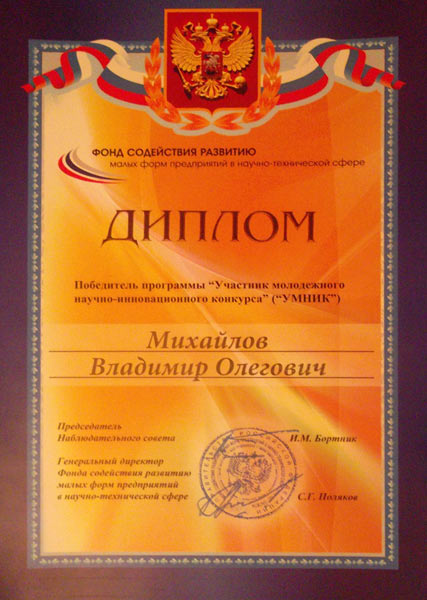 ФОНД СОДЕЙСТВИЯ РАЗВИТИЮ
малых форм предприятий в научно-технической сфере
ДИПЛОМ
Победитель программы “Участник молодежного
научно-инновационного конкурса” (“УМНИК”)
Михайлов
Владимир Олегович
Председатель
Наблюдательного совета
И.М. Бортник
Генеральный директор
Фонда содействия развитию
малых форм предприятий
в научно-технической сфере
С.Г. Поляков